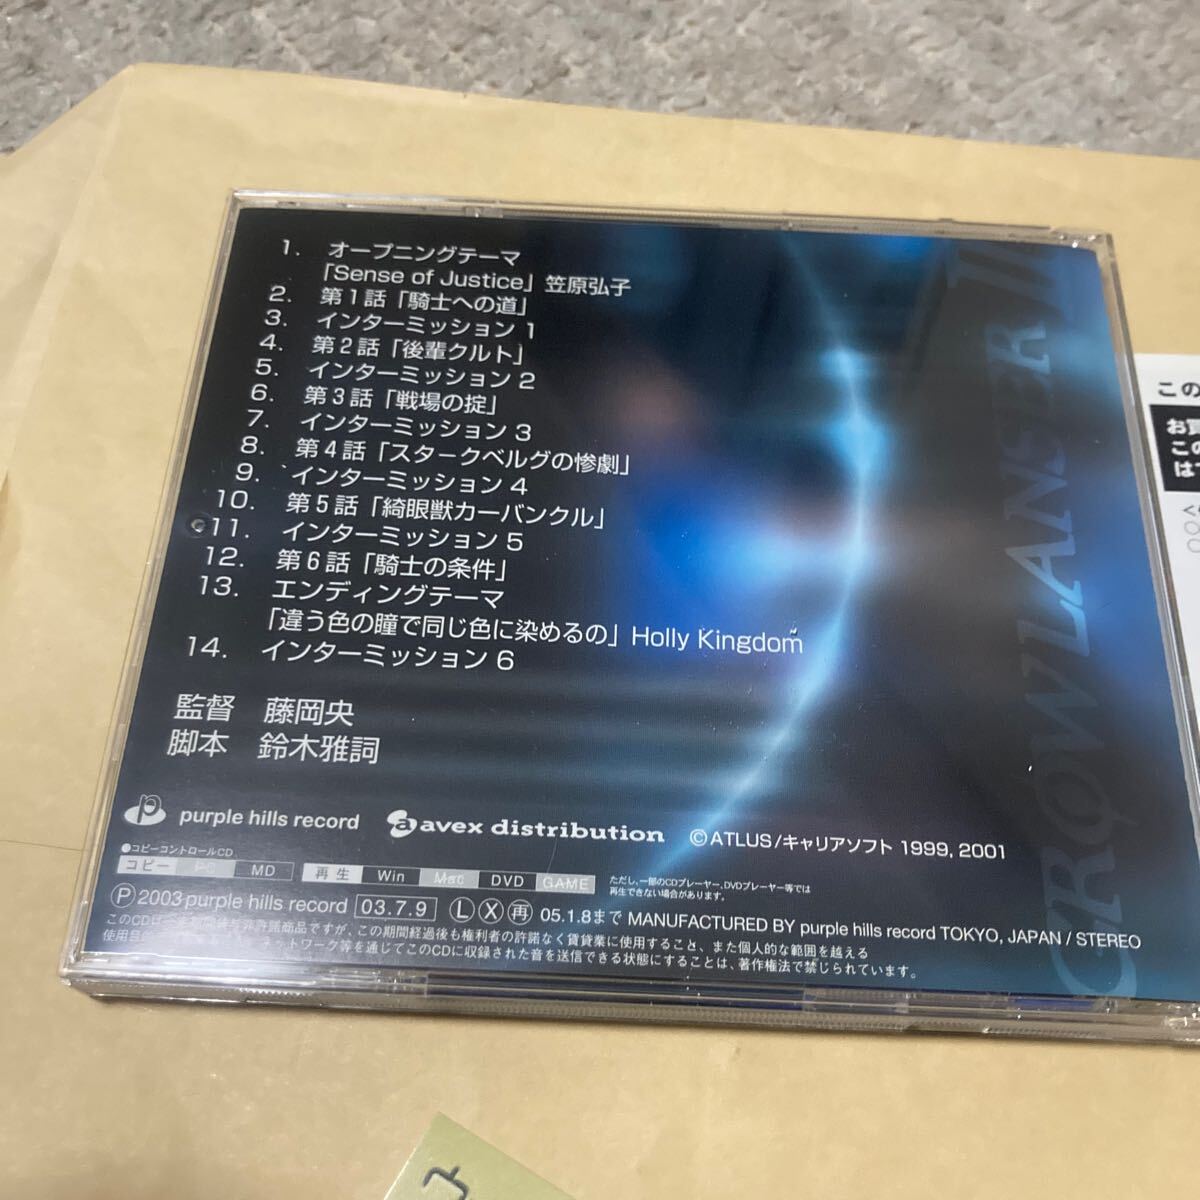 1. オープニングテーマ
「Sense of Justice」笠原弘子
2. 第1話「騎士への道」
3. インターミッション 1
4. 第2話「後輩クルト」
5. インターミッション 2
6. 第3話「戦場の掟」
7. インターミッション 3
8. 第4話「スタークベルグの惨劇」
9. インターミッション 4
10. 第5話「綺眼獣カーバンクル」
11. インターミッション 5
12. 第6話「騎士の条件」
13. エンディングテーマ
「違う色の瞳で同じ色に染めるの」Holly Kingdom
14. インターミッション 6
監督 藤岡央
脚本 鈴木雅詞
purple hills record avex distribution ©ATLUS/キャリアソフト 1999, 2001
●コピーコントロールCD
コピー PC MD 再生 Win Mac DVD GAME ただし、一部のCDプレーヤー、DVDプレーヤー等では
再生できない場合があります。
Ⓟ2003 purple hills record 03.7.9 Ⓛ Ⓧ 再 05.1.8まで MANUFACTURED BY purple hills record TOKYO, JAPAN / STEREO
このCDは 許諾商品ですが、この期間経過後も権利者の許諾なく賃貸業に使用すること、また個人的な範囲を越える
使用目的 ネットワーク等を通じてこのCDに収録された音を送信できる状態にすることは、著作権法で禁じられています。
GROWLANSER III
この
お買
この
は